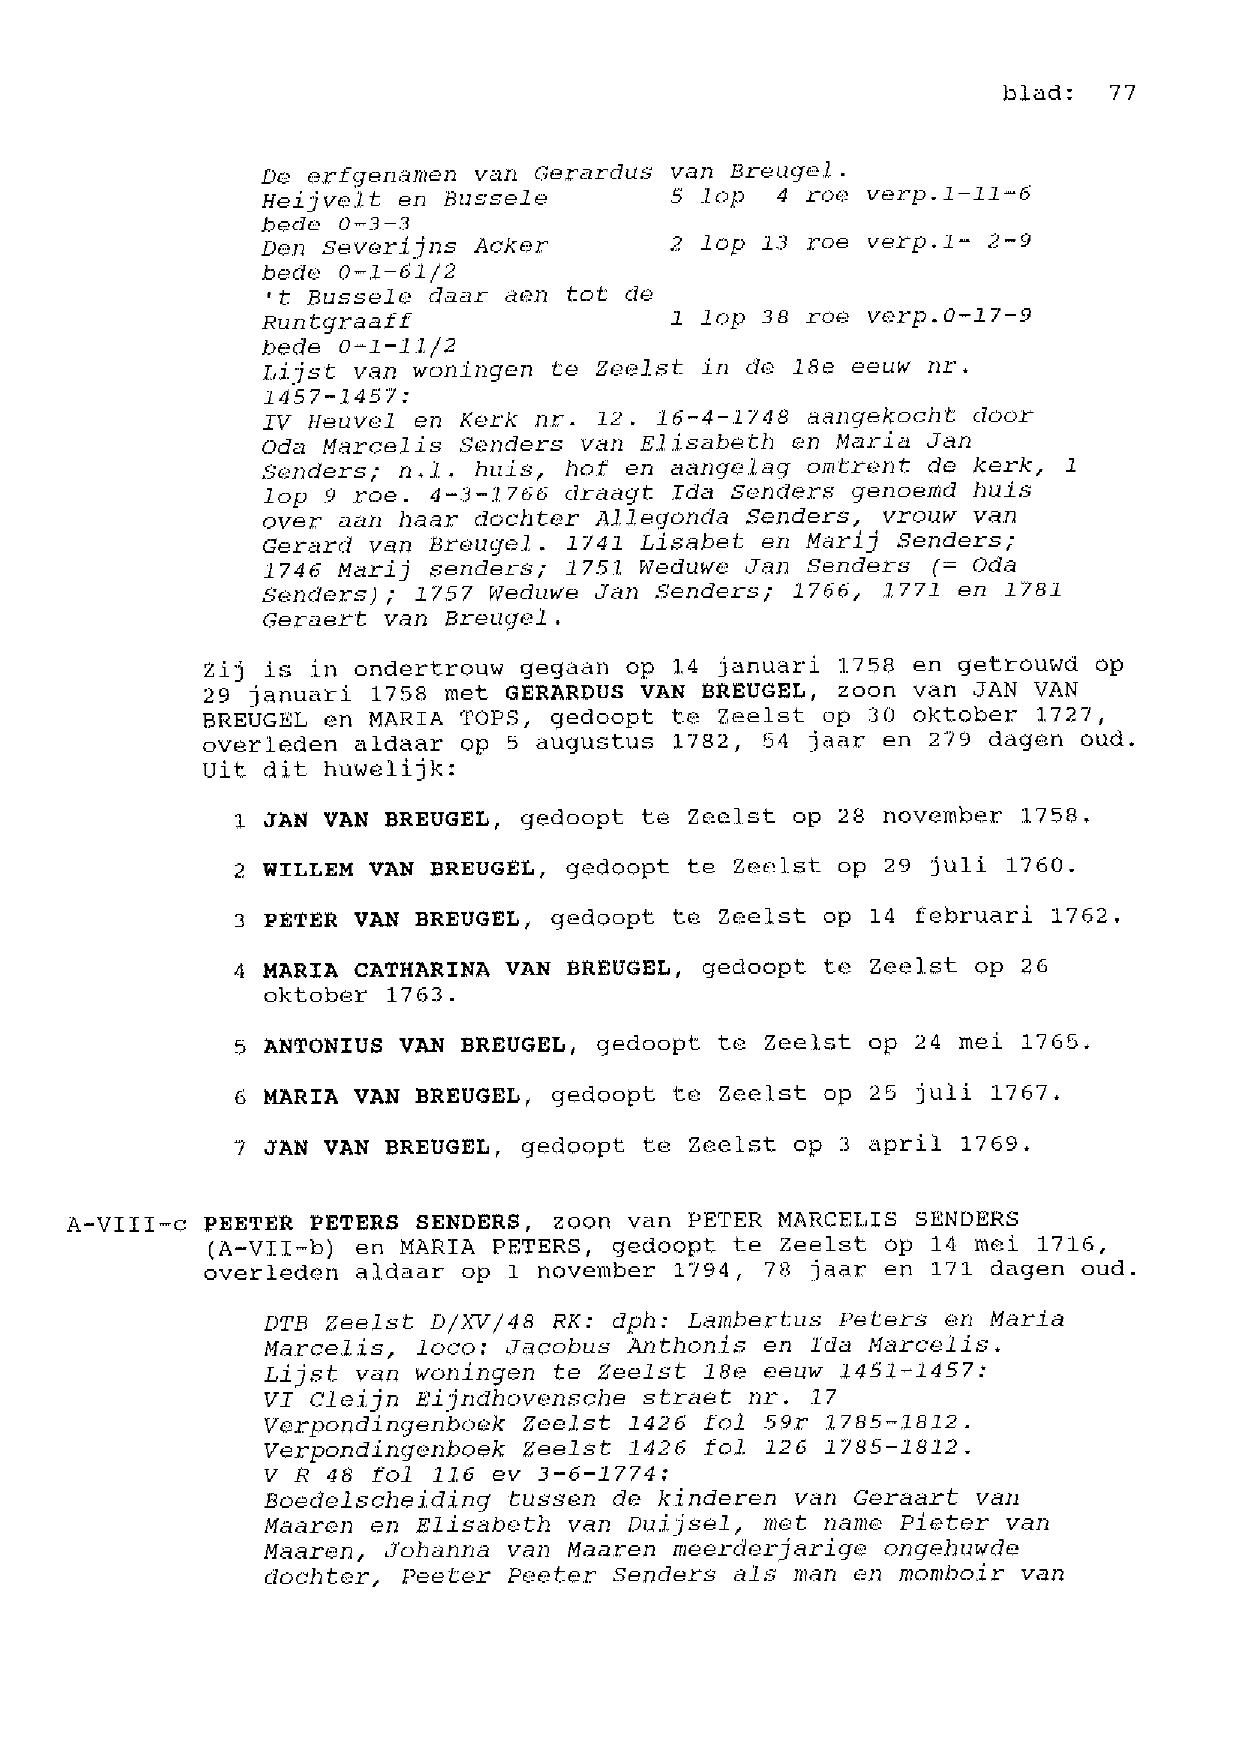 blad: 77
De erfgenamen van Gerardus van Breugel.
Heijvelt en Bussele 5 lop 4 roe verp.1-11-6
bede 0-3-3
Den Severijns Acker 2 lop 13 roe verp.1- 2-9
bede 0-1-61/2
't Bussele daar aen tot de
Runtgraaff 1 lop 38 roe verp.0-17-9
bede 0-1-11/2
Lijst van woningen te Zeelst in de 18e eeuw nr.
1457-1457:
IV Heuvel en Kerk nr. 12. 16-4-1748 aangekocht door
Oda Marcelis Senders van Elisabeth en Maria Jan
Senders; n.l. huis, hof en aangelag omtrent de kerk, 1
lop 9 roe. 4-3-1766 draagt Ida Senders genoemd huis
over aan haar dochter Allegonda Senders, vrouw van
Gerard van Breugel. 1741 Lisabet en Marij Senders;
1746 Marij senders; 1751 Weduwe Jan Senders (= Oda
Senders); 1757 Weduwe Jan Senders; 1766, 1771 en 1781
Geraert van Breugel.
Zij is in ondertrouw gegaan op 14 januari 1758 en getrouwd op
29 januari 1758 met GERARDUS VAN BREUGEL, zoon van JAN VAN
BREUGEL en MARIA TOPS, gedoopt te Zeelst op 30 oktober 1727,
overleden aldaar op 5 augustus 1782, 54 jaar en 279 dagen oud.
Uit dit huwelijk:
1 JAN VAN BREUGEL, gedoopt te Zeelst op 28 november 1758.
2 WILLEM VAN BREUGEL, gedoopt te Zeelst op 29 juli 1760.
3 PETER VAN BREUGEL, gedoopt te Zeelst op 14 februari 1762.
4 MARIA CATHARINA VAN BREUGEL, gedoopt te Zeelst op 26
oktober 1763.
5 ANTONIUS VAN BREUGEL, gedoopt te Zeelst op 24 mei 1765.
6 MARIA VAN BREUGEL, gedoopt te Zeelst op 25 juli 1767.
7 JAN VAN BREUGEL, gedoopt te Zeelst op 3 april 1769.
A-VIII-c PEETER PETERS SENDERS, zoon van PETER MARCELIS SENDERS
(A-VII-b) en MARIA PETERS, gedoopt te Zeelst op 14 mei 1716,
overleden aldaar op 1 november 1794, 78 jaar en 171 dagen oud.
DTB Zeelst D/XV/48 RK: dph: Lambertus Peters en Maria
Marcelis, loco: Jacobus Anthonis en Ida Marcelis.
Lijst van woningen te Zeelst 18e eeuw 1451-1457:
VI Cleijn Eijndhovensche straet nr. 17
Verpondingenboek Zeelst 1426 fol 59r 1785-1812.
Verpondingenboek Zeelst 1426 fol 126 1785-1812.
V R 48 fol 116 ev 3-6-1774:
Boedelscheiding tussen de kinderen van Geraart van
Maaren en Elisabeth van Duijsel, met name Pieter van
Maaren, Johanna van Maaren meerderjarige ongehuwde
dochter, Peeter Peeter Senders als man en momboir van